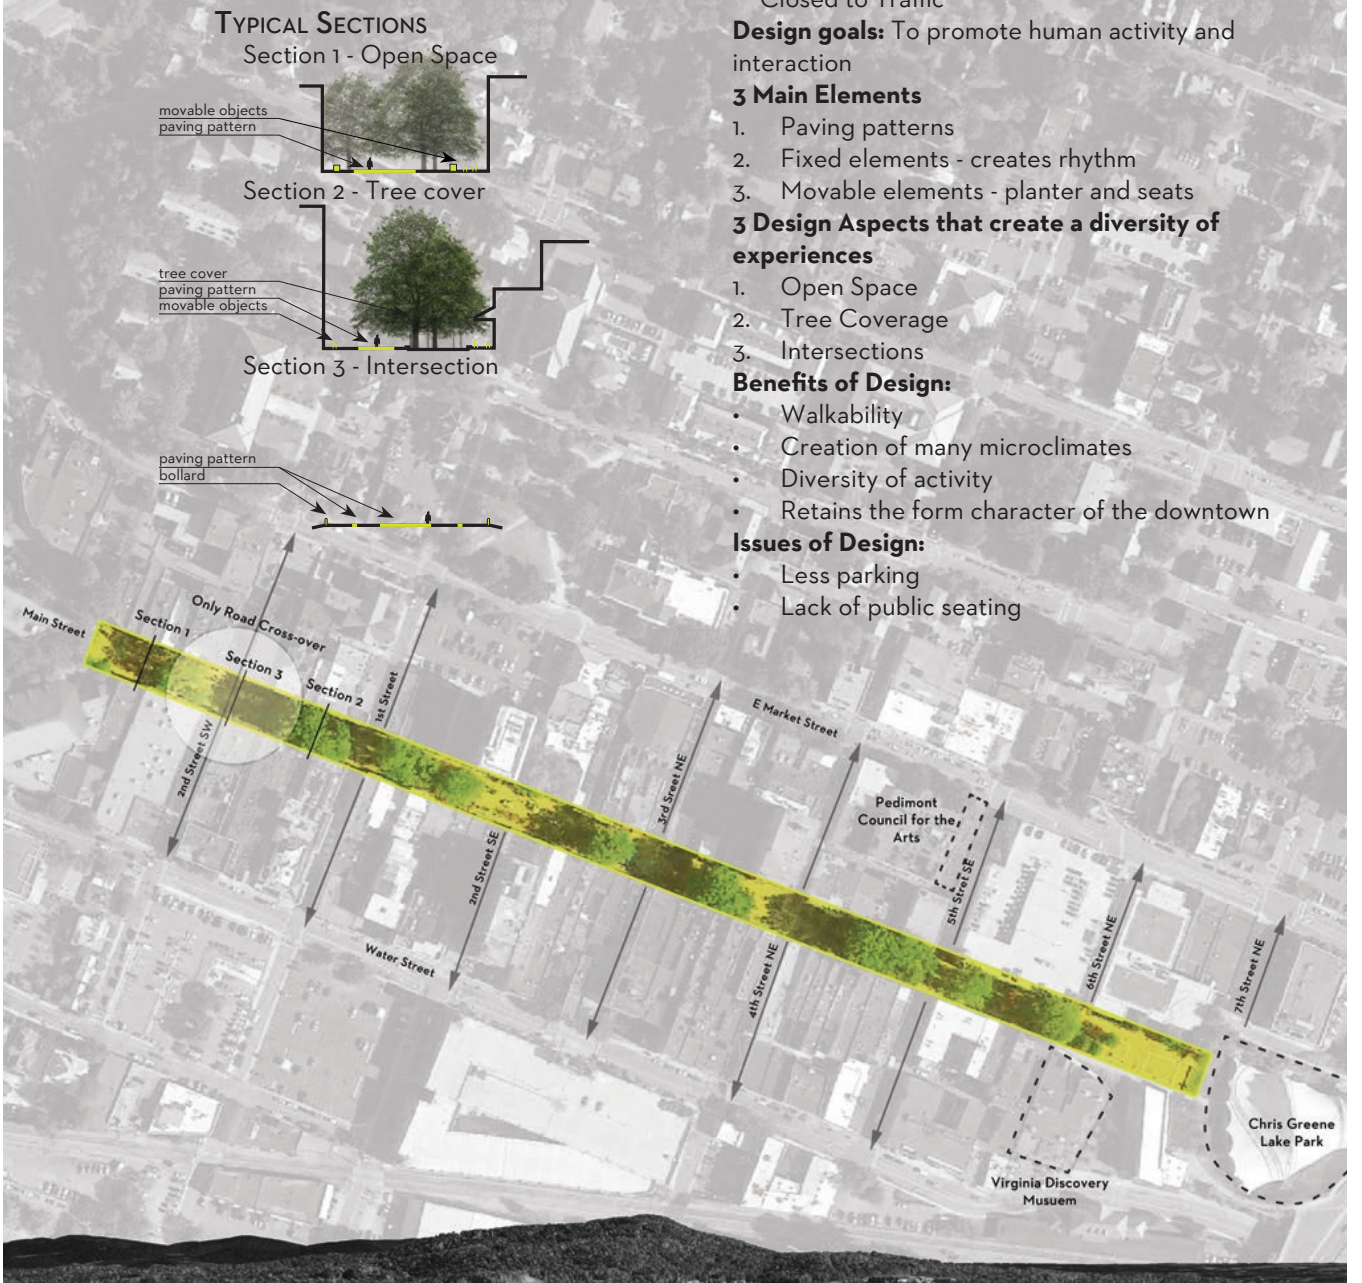 Typical Sections
Section 1 - Open Space
movable objects
paving pattern
Section 2 - Tree cover
tree cover
paving pattern
movable objects
Section 3 - Intersection
paving pattern
bollard
Closed to Traffic
Design goals: To promote human activity and
interaction
3 Main Elements
1. Paving patterns
2. Fixed elements - creates rhythm
3. Movable elements - planter and seats
3 Design Aspects that create a diversity of
experiences
1. Open Space
2. Tree Coverage
3. Intersections
Benefits of Design:
• Walkability
• Creation of many microclimates
• Diversity of activity
• Retains the form character of the downtown
Issues of Design:
• Less parking
• Lack of public seating
Main Street
Section 1
Only Road Cross-over
Section 3
Section 2
2nd Street SW
1st Street
2nd Street SE
Water Street
3rd Sreet NE
E Market Street
4th Street NE
Pedimont
Council for the
Arts
5th Stret SE
6th Street NE
7th Street NE
Virginia Discovery
Musuem
Chris Greene
Lake Park